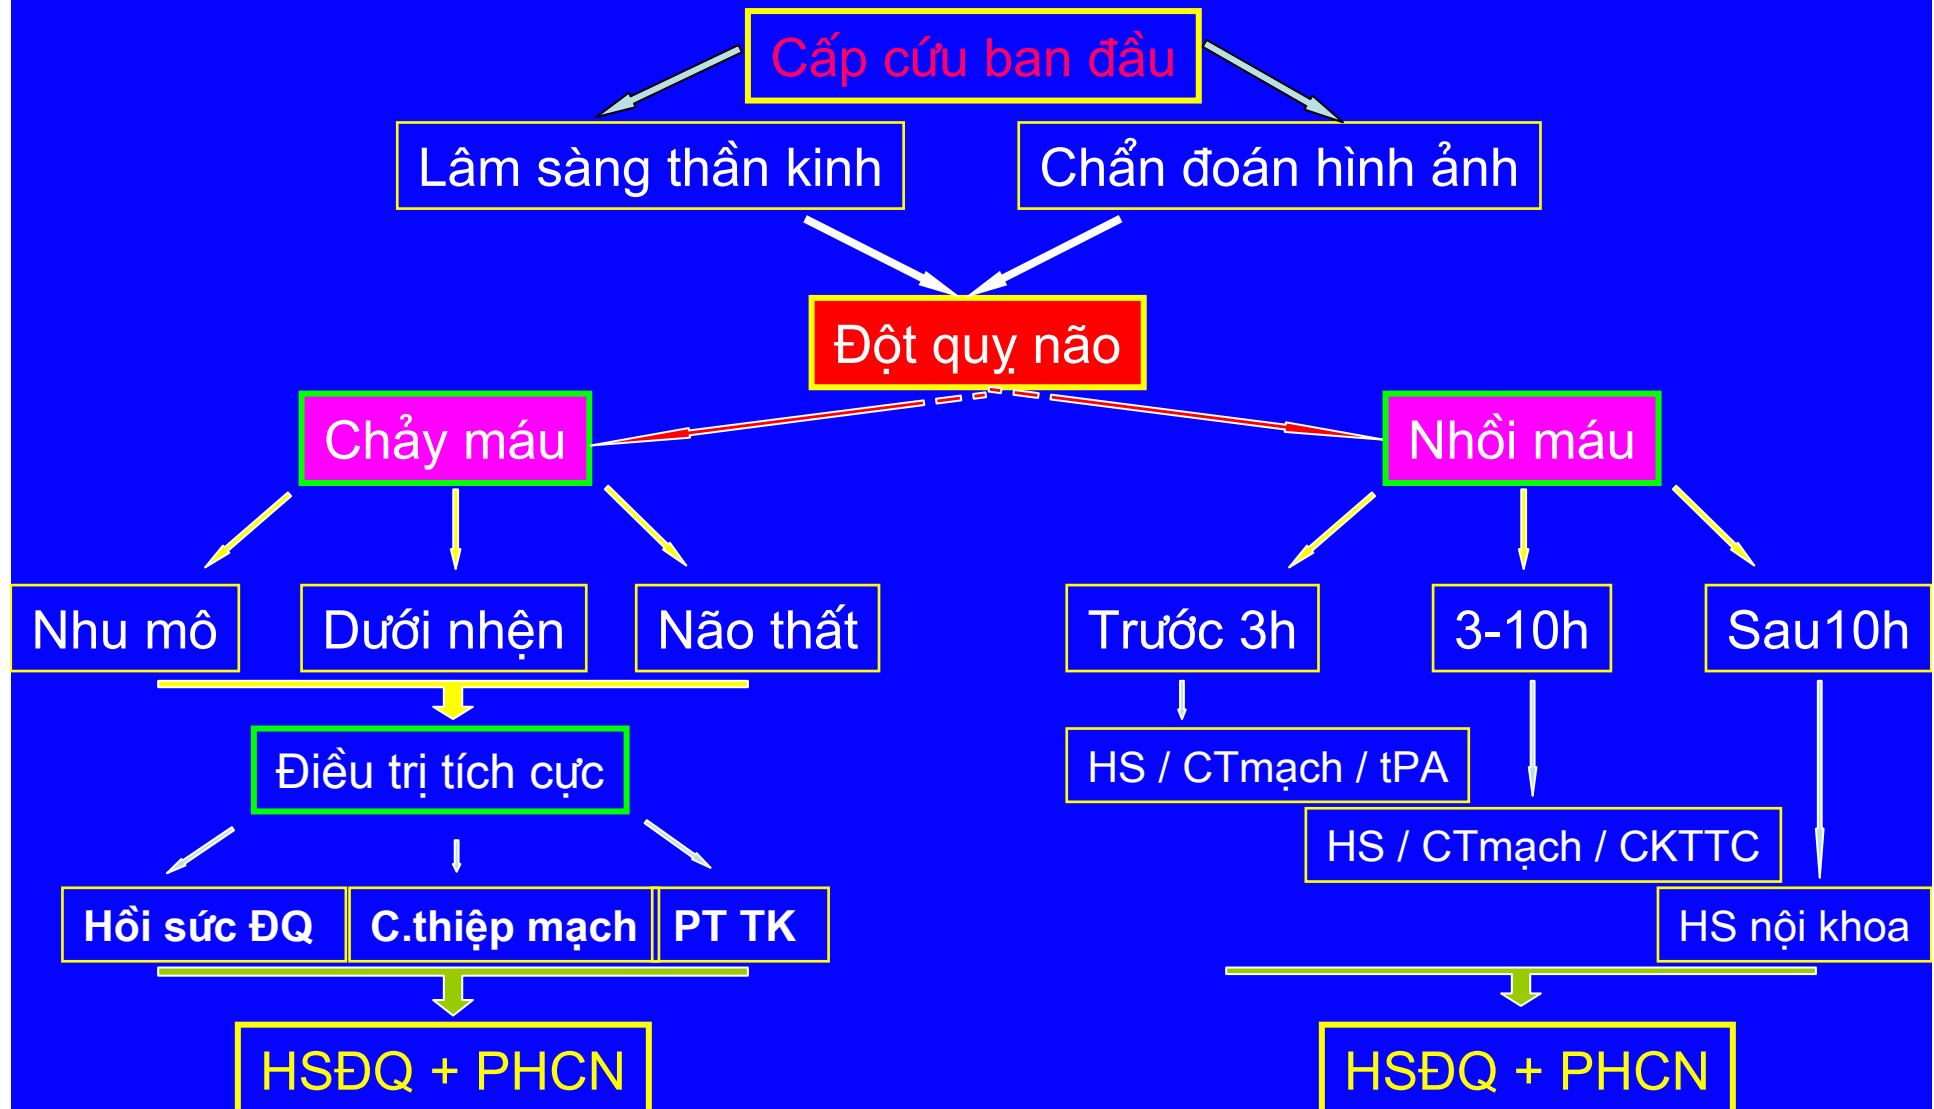 Cấp cứu ban đầu
Lâm sàng thần kinh
Chẩn đoán hình ảnh
Đột quỵ não
Chảy máu
Nhồi máu
Nhu mô
Dưới nhện
Não thất
Trước 3h
3-10h
Sau10h
Điều trị tích cực
HS / CTmạch / tPA
HS / CTmạch / CKTTC
Hồi sức ĐQ
C.thiệp mạch
PT TK
HS nội khoa
HSĐQ + PHCN
HSĐQ + PHCN